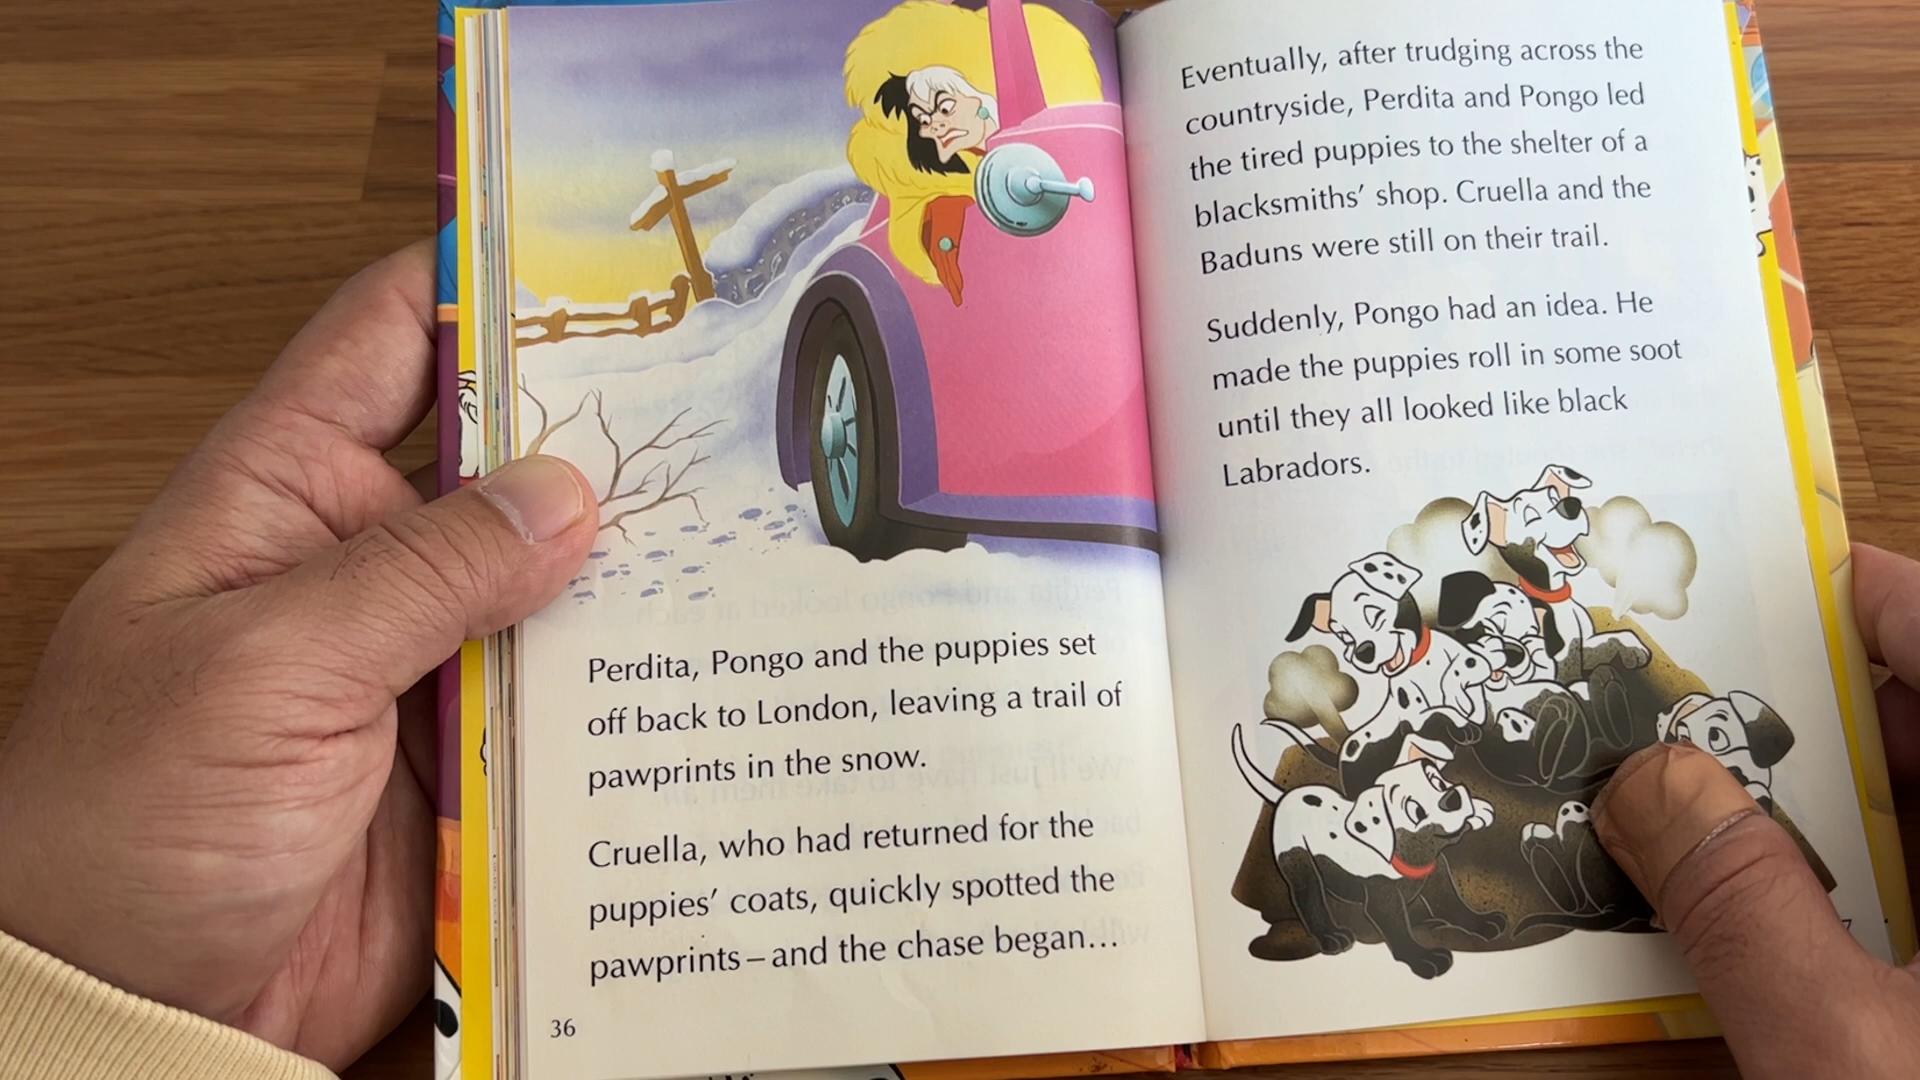 Perdita, Pongo and the puppies set
off back to London, leaving a trail of
pawprints in the snow.
Cruella, who had returned for the
puppies’ coats, quickly spotted the
pawprints – and the chase began…
36
Eventually, after trudging across the
countryside, Perdita and Pongo led
the tired puppies to the shelter of a
blacksmiths’ shop. Cruella and the
Baduns were still on their trail.
Suddenly, Pongo had an idea. He
made the puppies roll in some soot
until they all looked like black
Labradors.
7